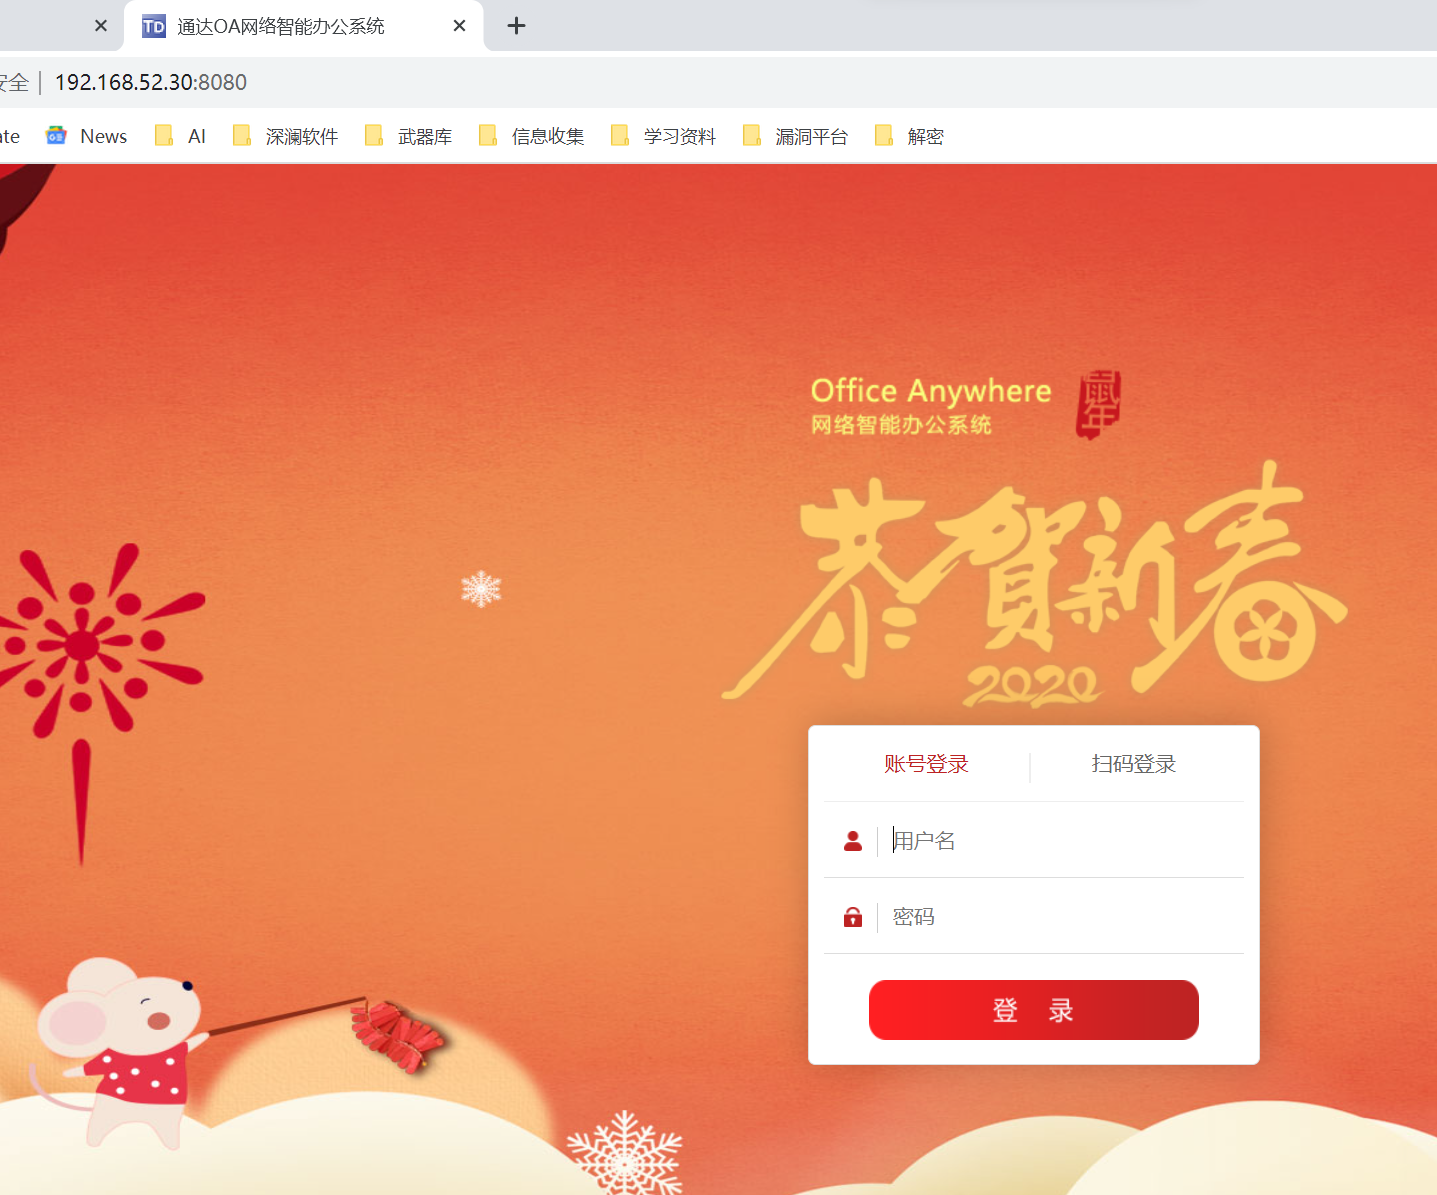 TD 通达OA网络智能办公系统
安全 192.168.52.30:8080
ate News AI 深澜软件 武器库 信息收集 学习资料 漏洞平台 解密
Office Anywhere
鼠年
网络智能办公系统
恭賀新春
2020
账号登录 扫码登录
用户名
密码
登 录